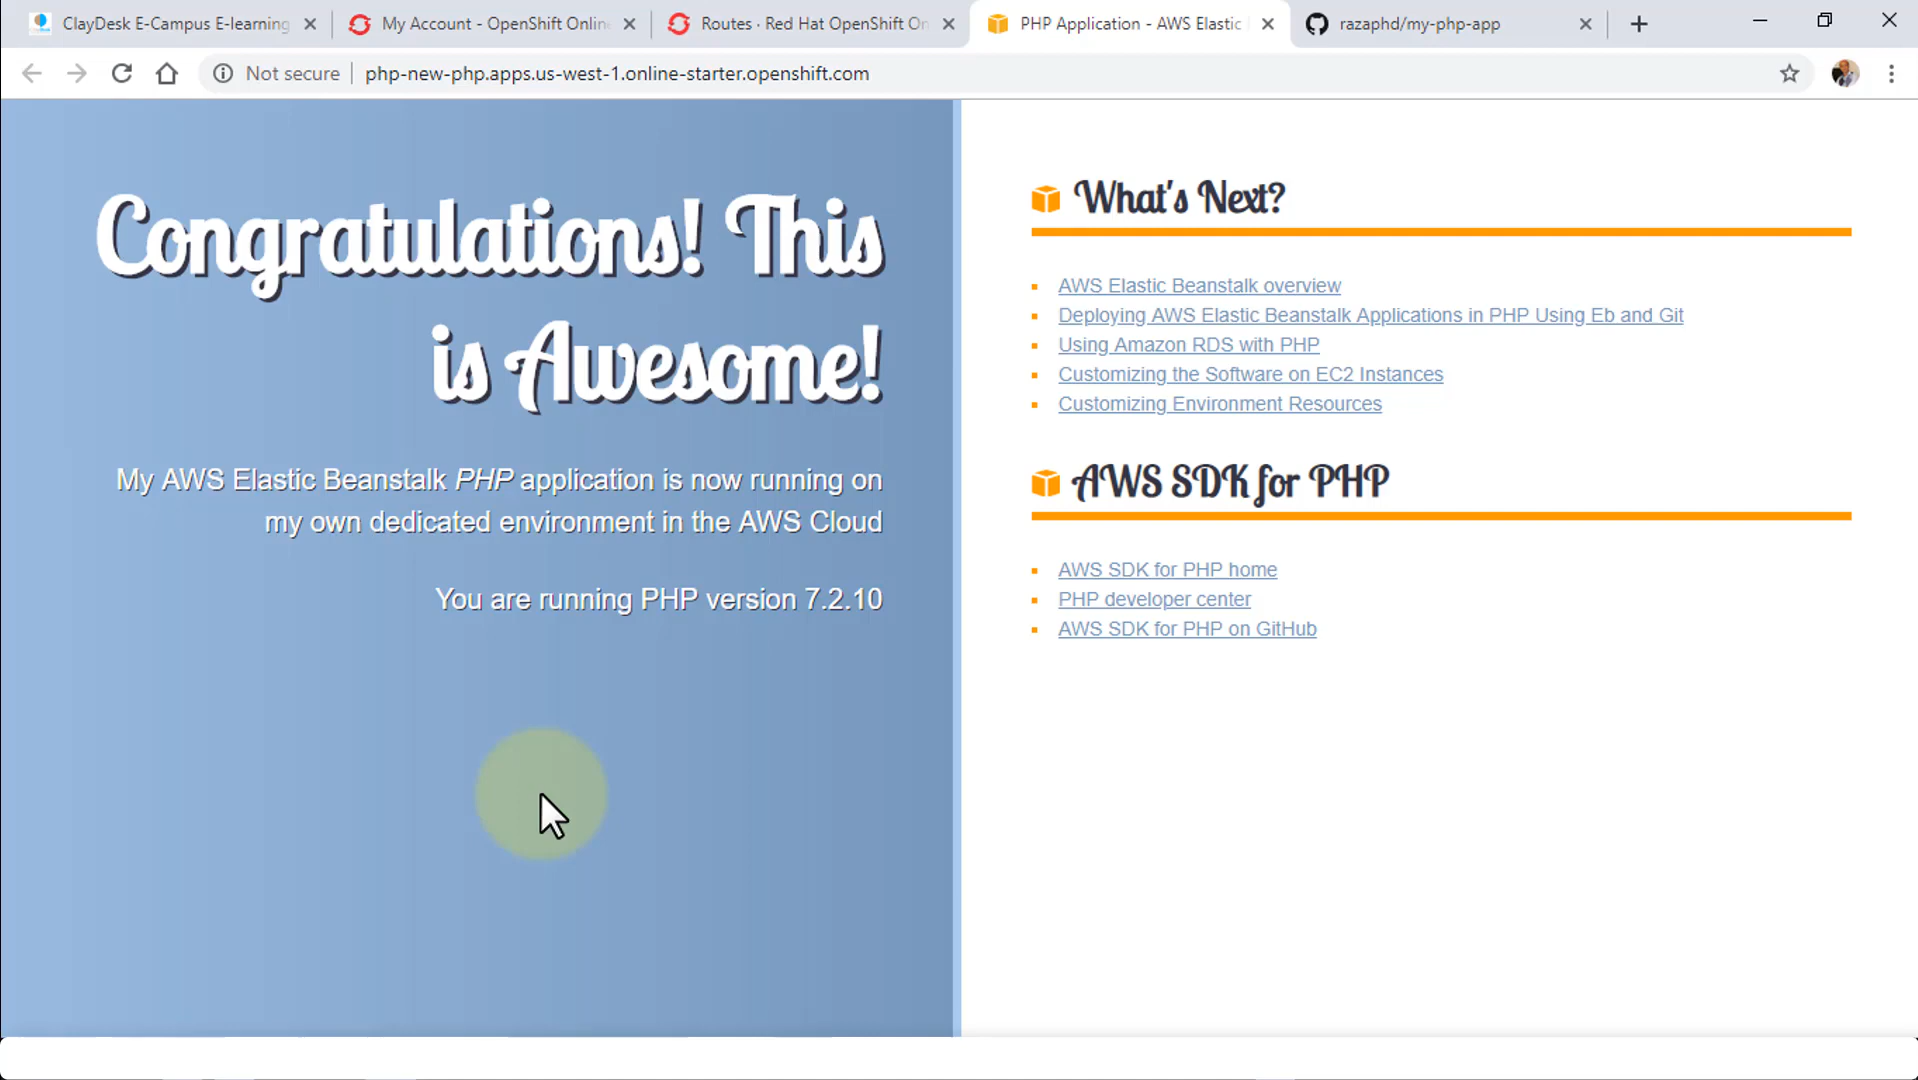 ClayDesk E-Campus E-learning
My Account - OpenShift Onlin
Routes · Red Hat OpenShift On
PHP Application - AWS Elastic
razaphd/my-php-app
Not secure
php-new-php.apps.us-west-1.online-starter.openshift.com
Congratulations! This
is Awesome!
My AWS Elastic Beanstalk PHP application is now running on
my own dedicated environment in the AWS Cloud
You are running PHP version 7.2.10
What's Next?
AWS Elastic Beanstalk overview
Deploying AWS Elastic Beanstalk Applications in PHP Using Eb and Git
Using Amazon RDS with PHP
Customizing the Software on EC2 Instances
Customizing Environment Resources
AWS SDK for PHP
AWS SDK for PHP home
PHP developer center
AWS SDK for PHP on GitHub